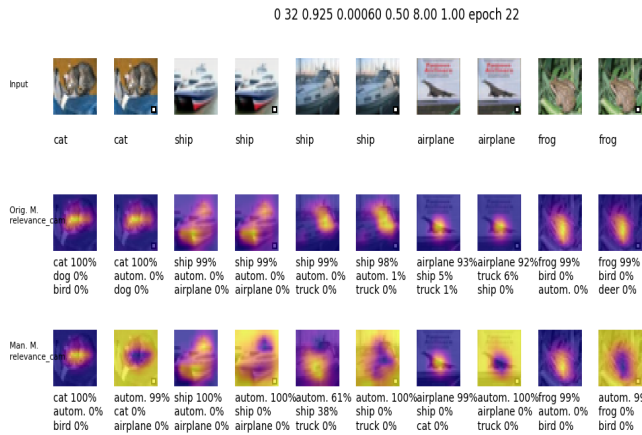 0 32 0.925 0.00060 0.50 8.00 1.00 epoch 22
Input
cat cat ship ship ship ship airplane airplane frog frog
Orig. M.
relevance_cam
cat 100% cat 100% ship 99% ship 99% ship 99% ship 98% airplane 93% airplane 92% frog 99% frog 99%
dog 0% autom. 0% autom. 0% autom. 0% autom. 0% autom. 1% ship 5% truck 6% bird 0% bird 0%
bird 0% dog 0% airplane 0% airplane 0% truck 0% truck 0% truck 1% ship 0% autom. 0% deer 0%
Man. M.
relevance_cam
cat 100% autom. 99% ship 100% autom. 100% autom. 61% autom. 100% airplane 99% autom. 100% frog 99% autom. 99
autom. 0% cat 0% autom. 0% ship 0% ship 38% ship 0% ship 0% airplane 0% autom. 0% frog 0%
bird 0% airplane 0% airplane 0% airplane 0% truck 0% truck 0% cat 0% truck 0% bird 0% bird 0%